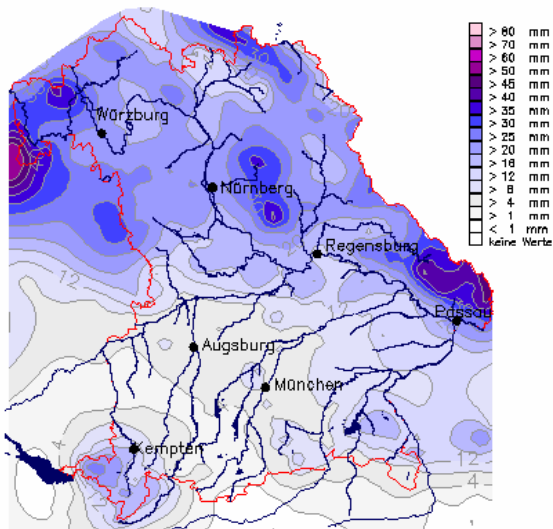 > 80 mm
> 70 mm
> 60 mm
> 50 mm
> 45 mm
> 40 mm
> 35 mm
> 30 mm
> 25 mm
> 20 mm
> 16 mm
> 12 mm
> 8 mm
> 4 mm
> 1 mm
< 1 mm
keine Werte
Würzburg
Nürnberg
Regensburg
12
Passau
Augsburg
München
Kempten
12
4